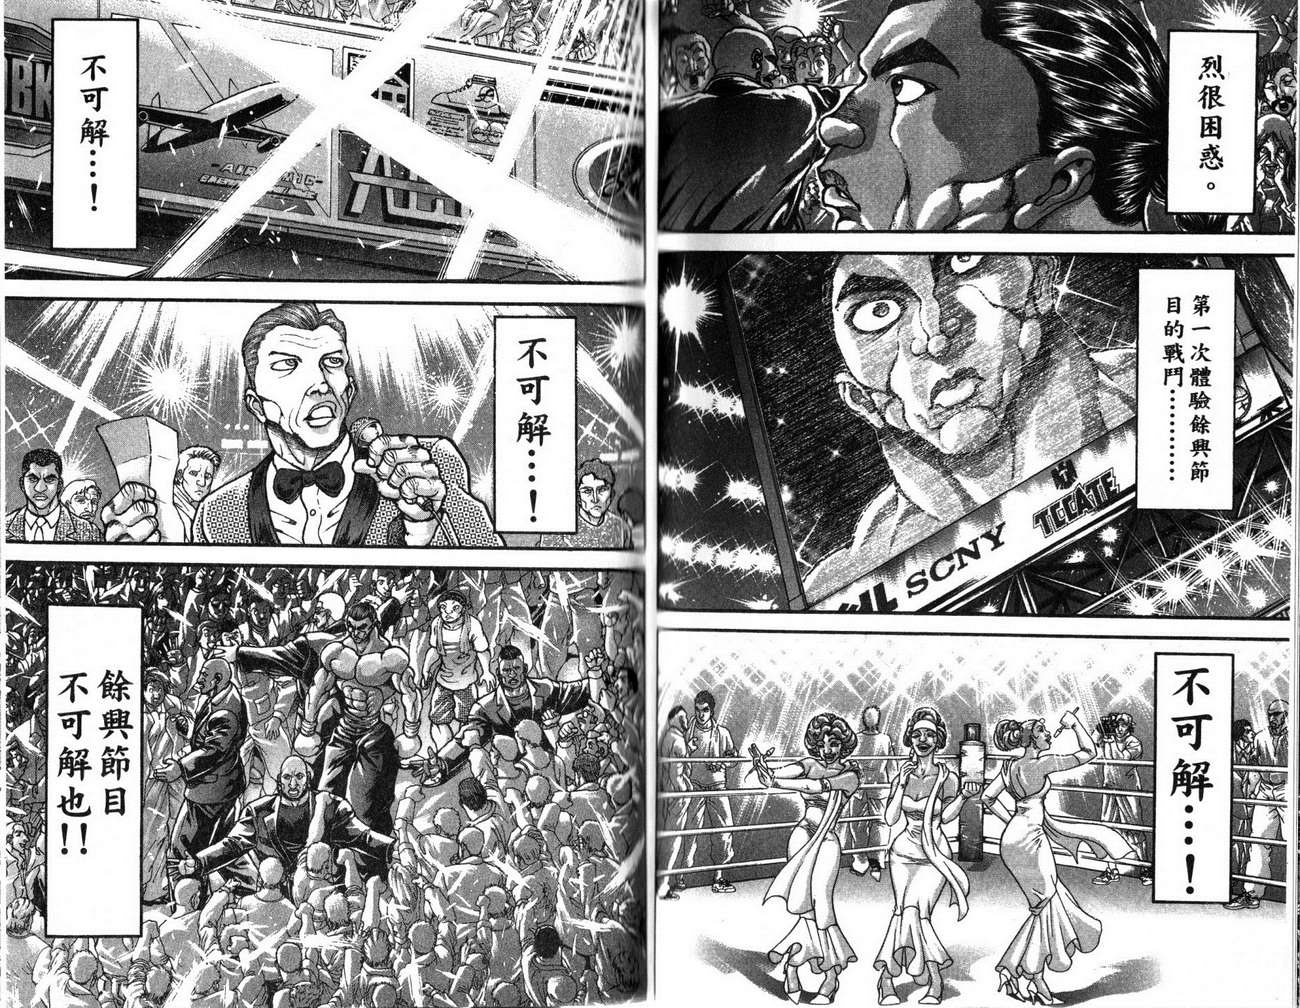 烈很困惑。
第一次體驗餘興節
目的戰鬥…………
SCNY
TECATE
不可解…！
不可解…！
不可解…！
餘興節目
不可解也!!